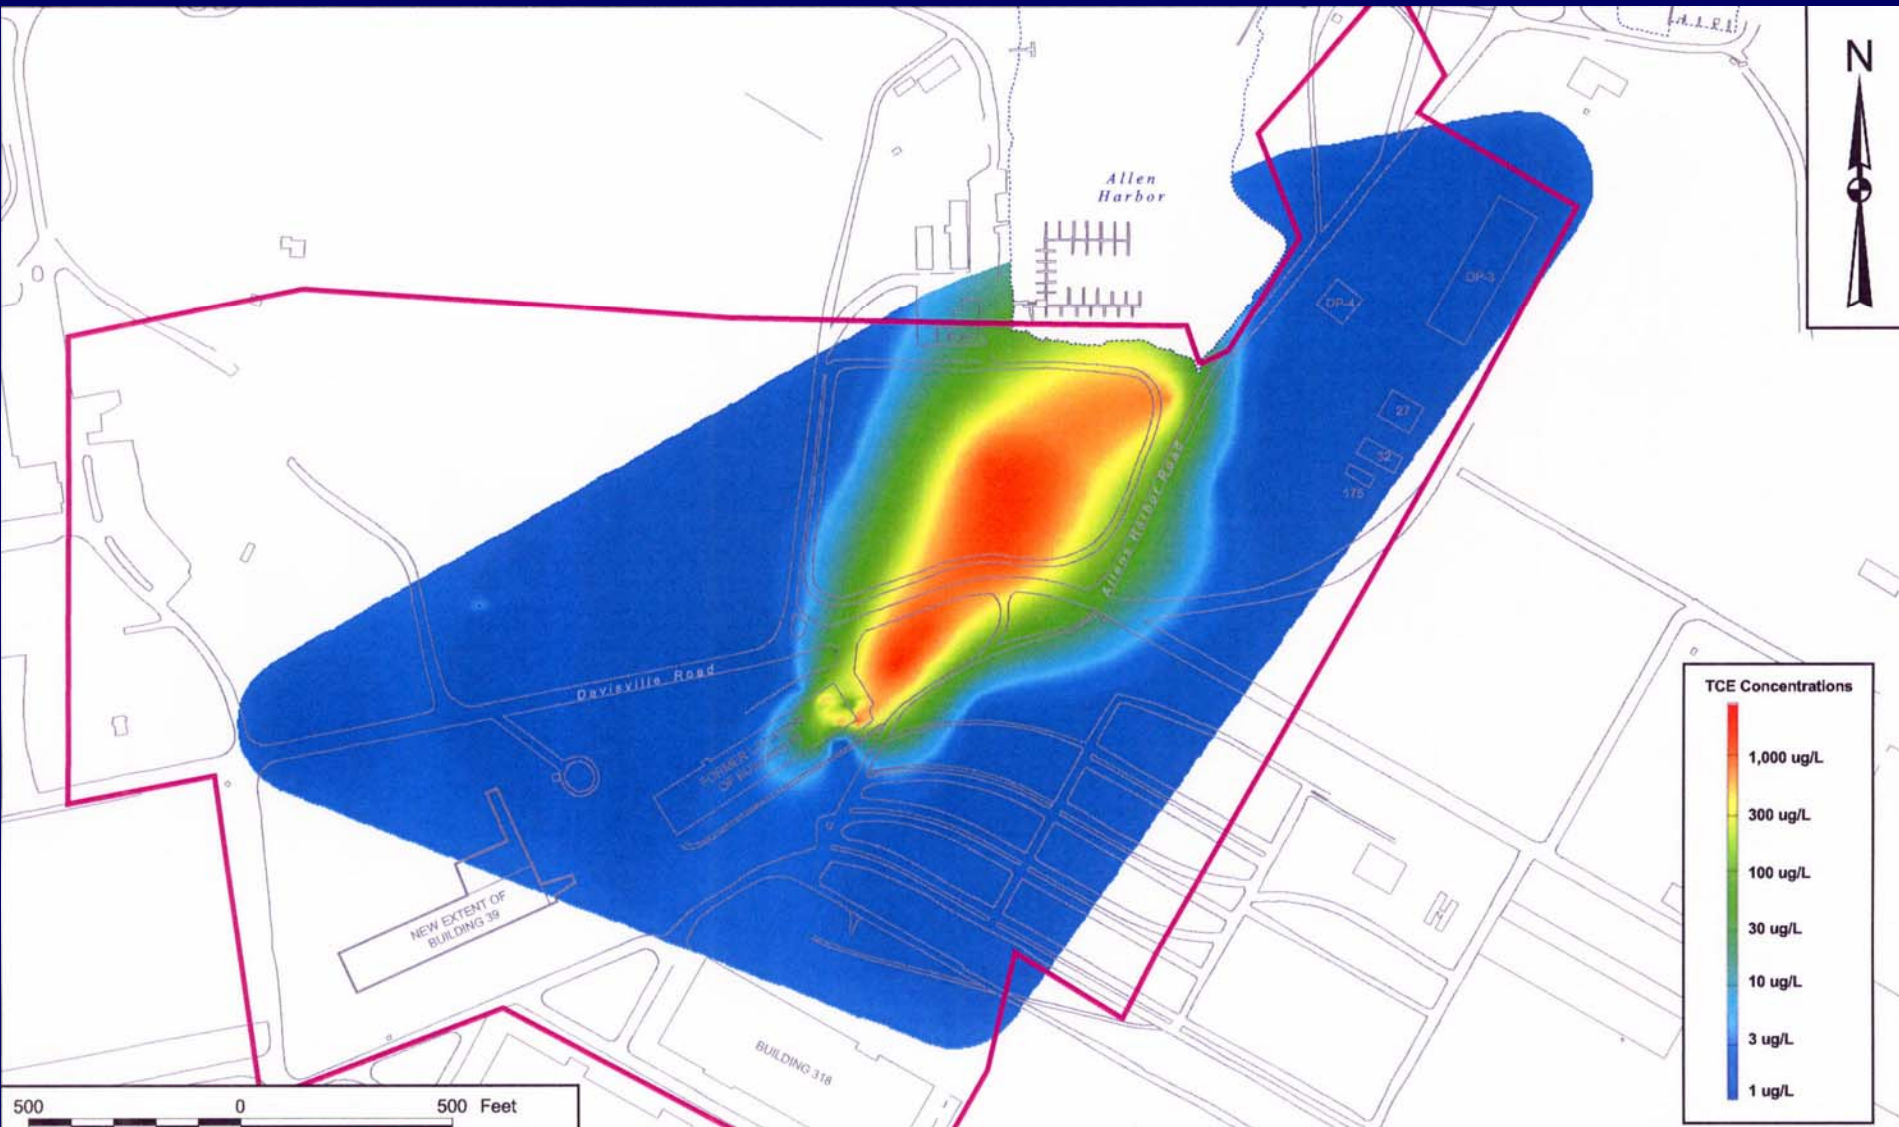 N
Allen
Harbor
DP-3
DP-4
27
Allens Harbor Road
Davisville Road
FORMER
NEW EXTENT OF
BUILDING 39
BUILDING 318
TCE Concentrations
1,000 ug/L
300 ug/L
100 ug/L
30 ug/L
10 ug/L
3 ug/L
1 ug/L
500 0 500 Feet